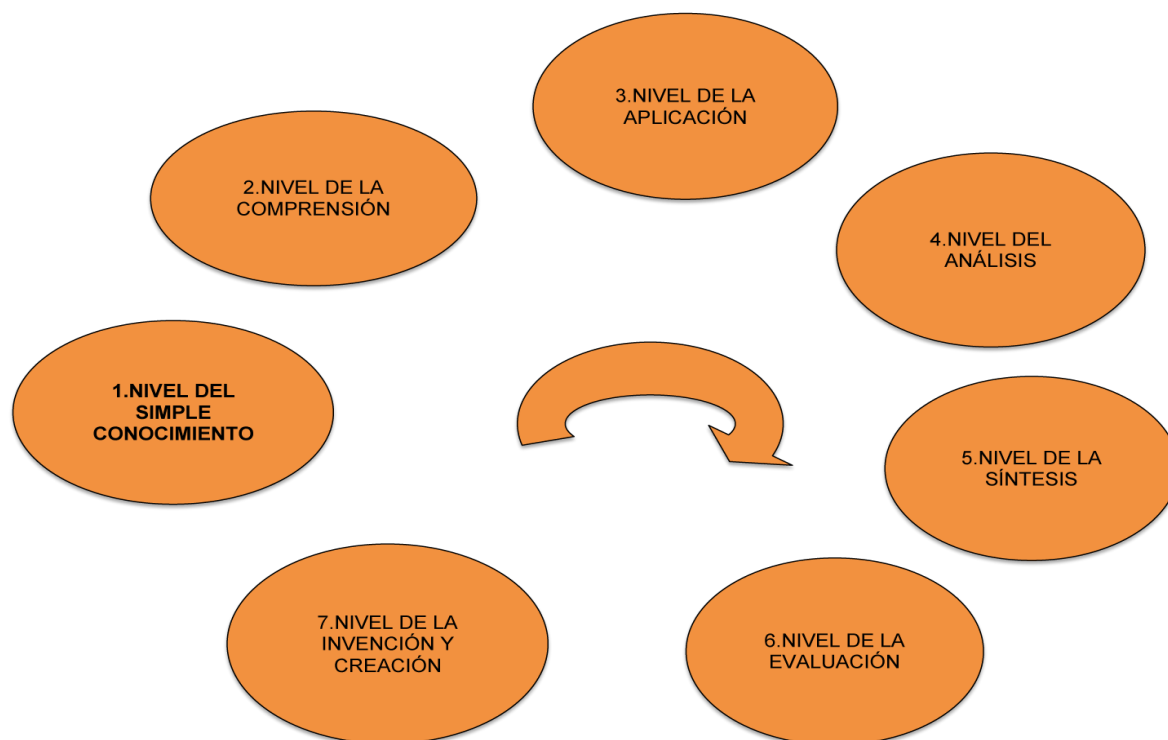 1.NIVEL DEL
SIMPLE
CONOCIMIENTO
2.NIVEL DE LA
COMPRENSIÓN
3.NIVEL DE LA
APLICACIÓN
4.NIVEL DEL
ANÁLISIS
5.NIVEL DE LA
SÍNTESIS
6.NIVEL DE LA
EVALUACIÓN
7.NIVEL DE LA
INVENCIÓN Y
CREACIÓN